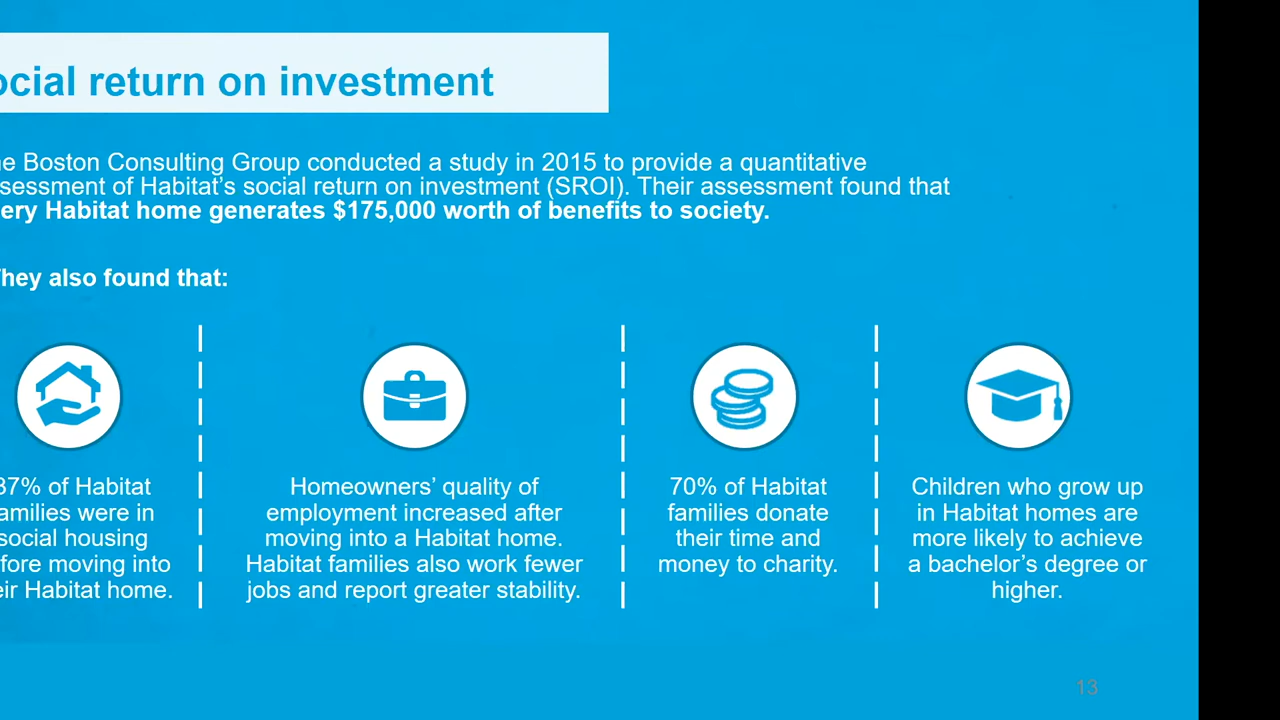 ocial return on investment
e Boston Consulting Group conducted a study in 2015 to provide a quantitative
sessment of Habitat's social return on investment (SROI). Their assessment found that
ery Habitat home generates $175,000 worth of benefits to society.
hey also found that:
37% of Habitat
amilies were in
social housing
fore moving into
eir Habitat home.
Homeowners' quality of
employment increased after
moving into a Habitat home.
Habitat families also work fewer
jobs and report greater stability.
70% of Habitat
families donate
their time and
money to charity.
Children who grow up
in Habitat homes are
more likely to achieve
a bachelor's degree or
higher.
13